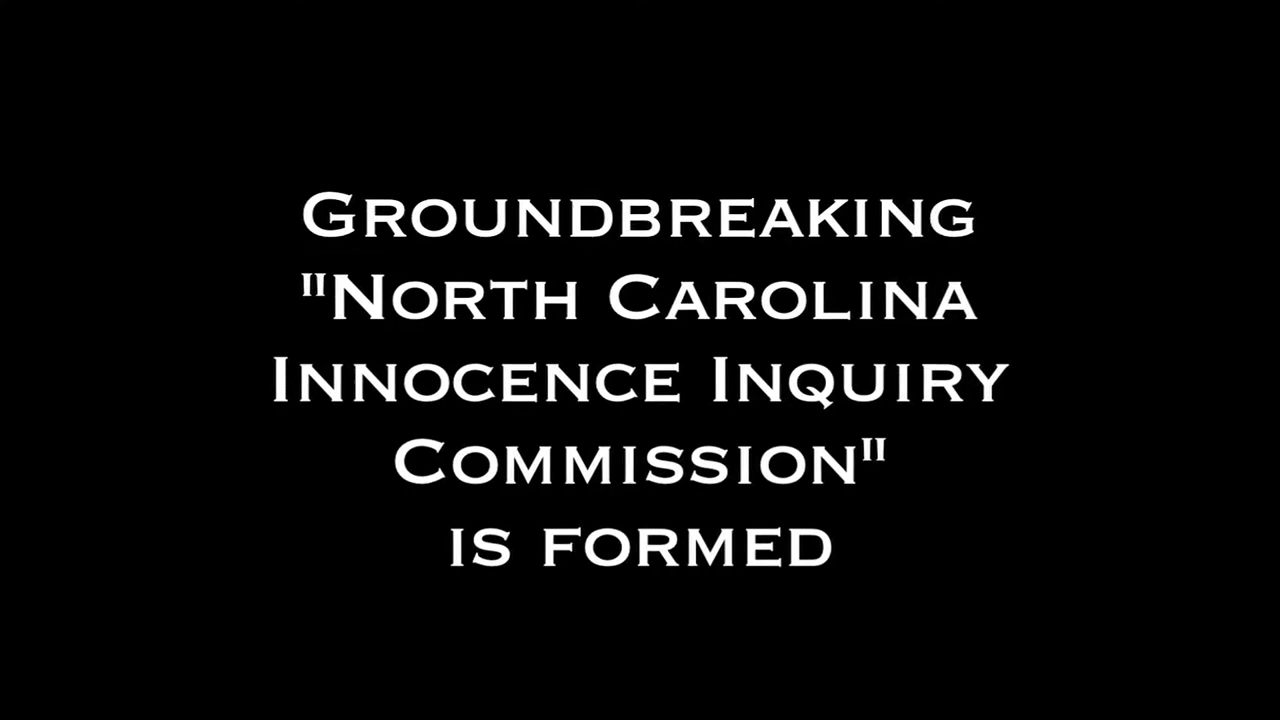 Groundbreaking
"North Carolina
Innocence Inquiry
Commission"
is formed